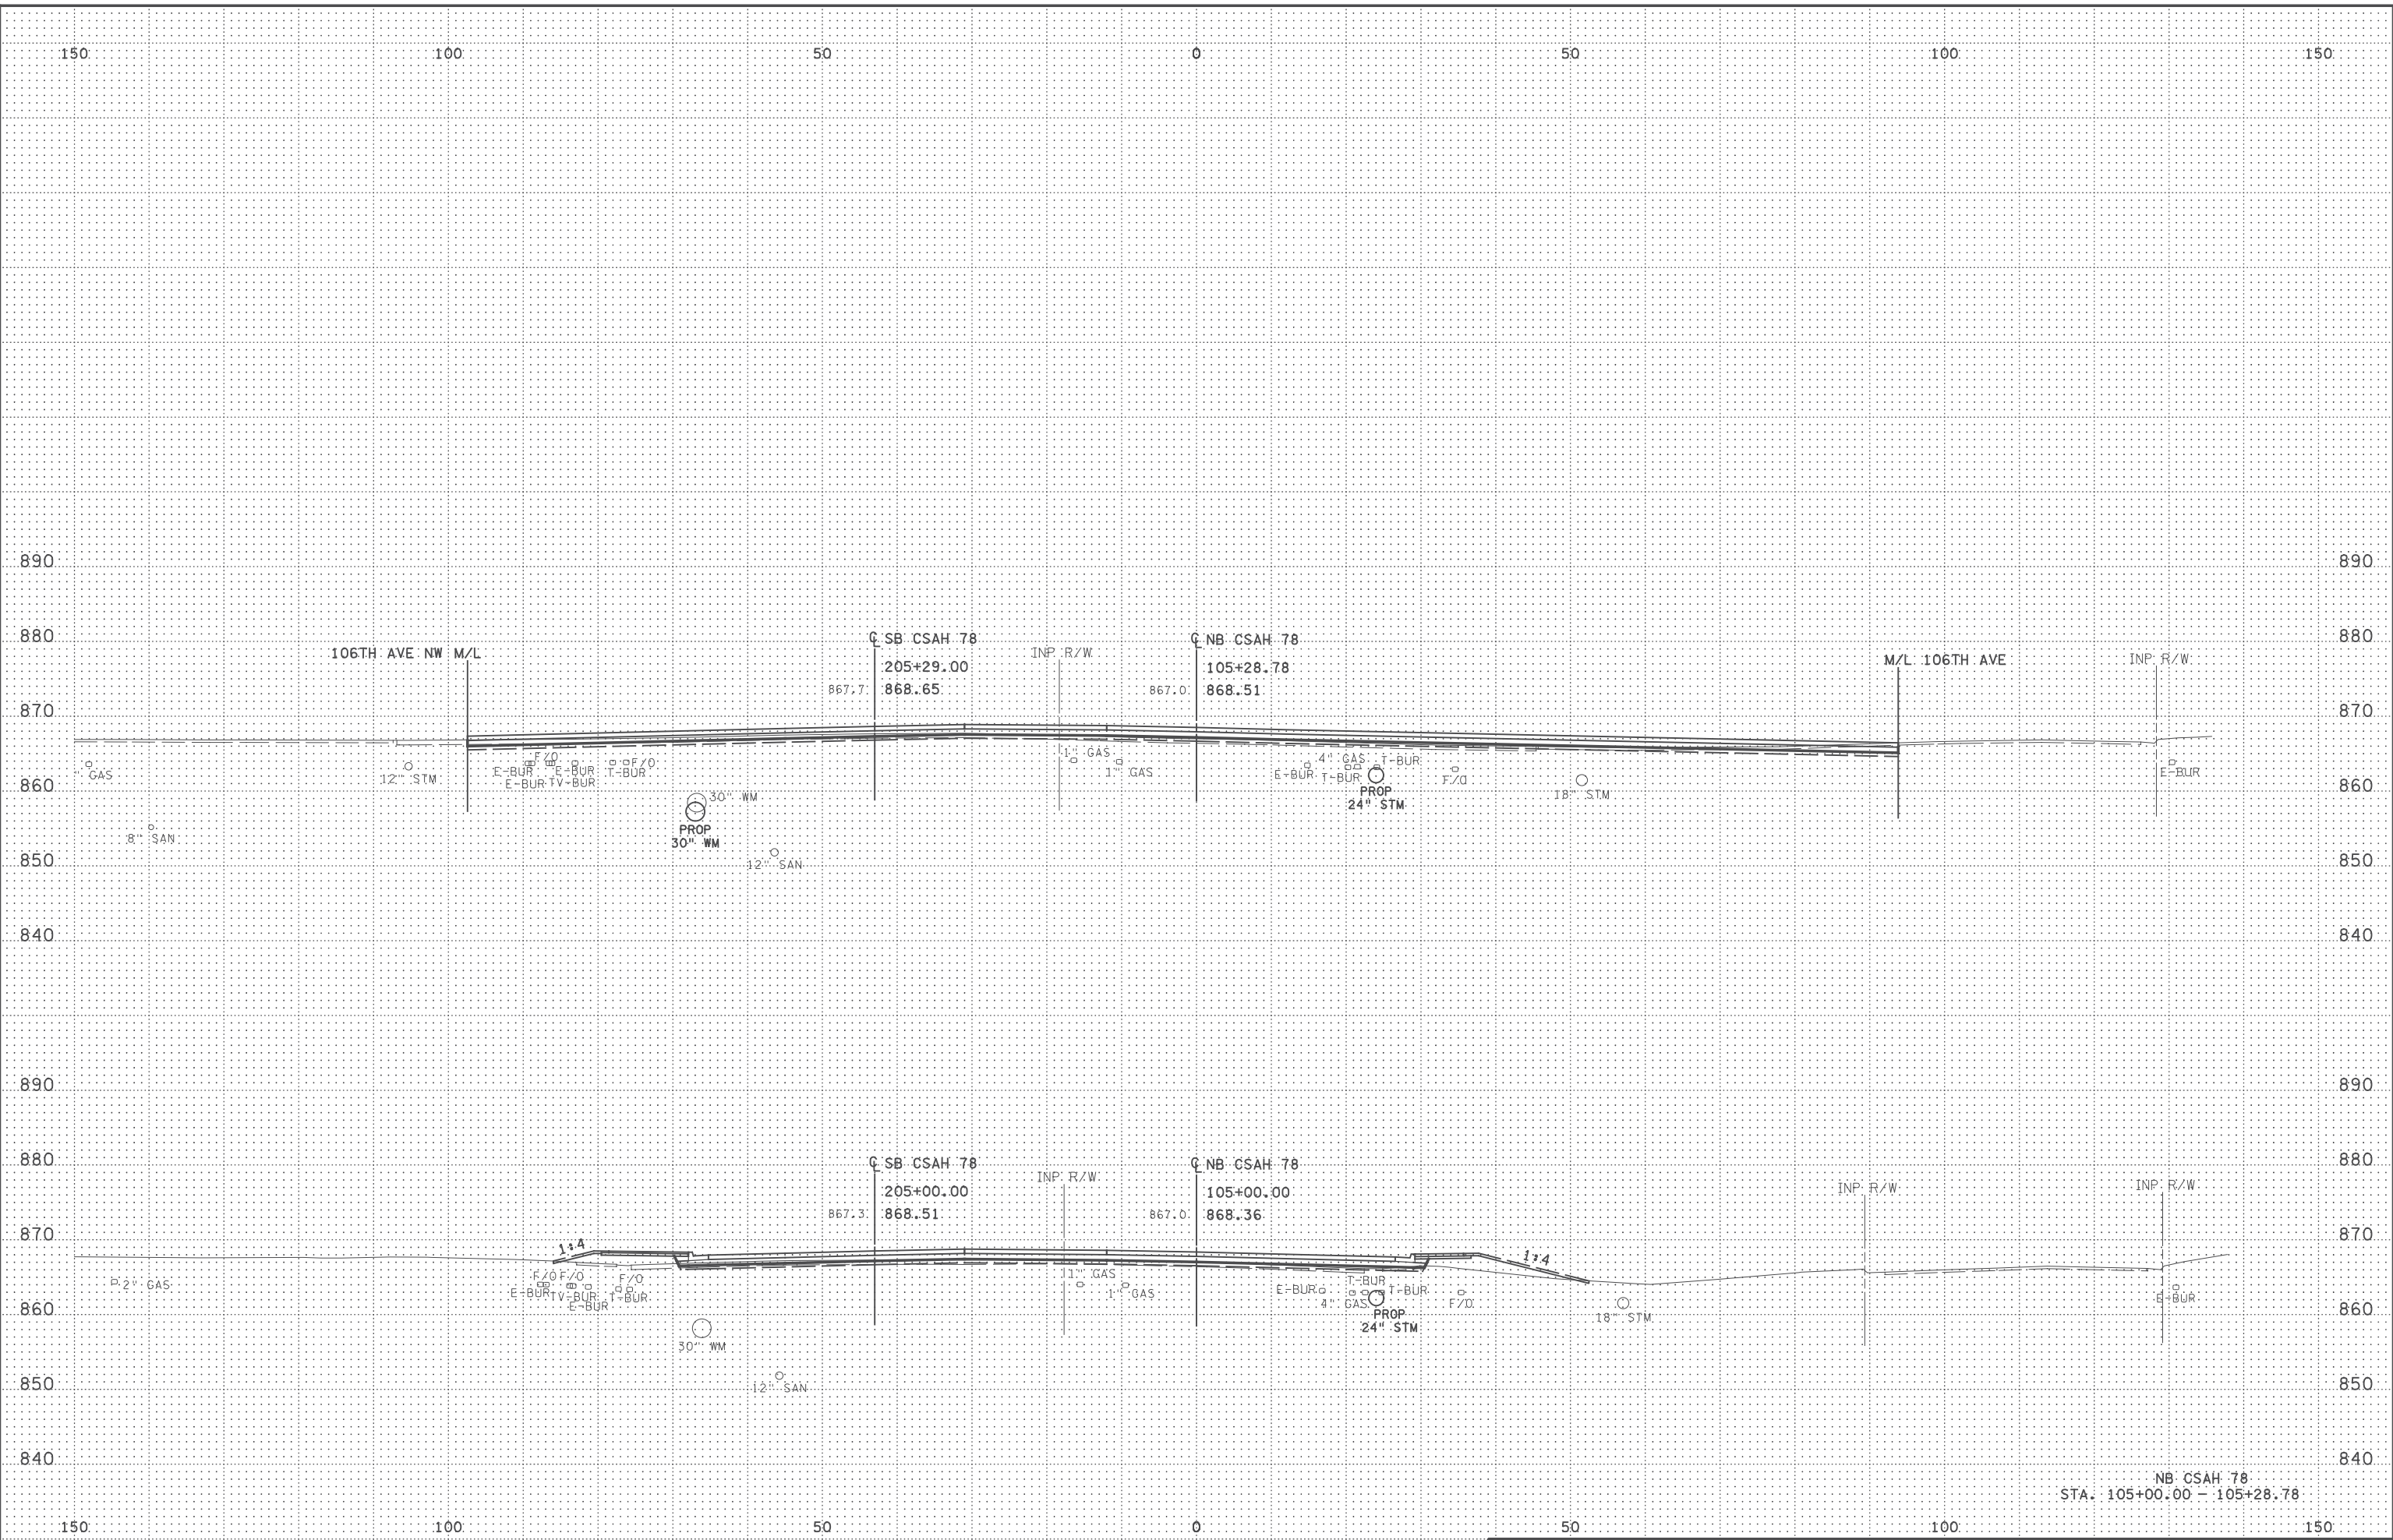 150 100 50 0 50 100 150
890 890
880 880
℄ SB CSAH 78
℄ NB CSAH 78
106TH AVE NW M/L
INP R/W
M/L 106TH AVE
INP R/W
205+29.00
105+28.78
867.7 868.65
867.0 868.51
870 870
" GAS
12" STM
E-BUR
F/O
E-BUR
E-BUR
TV-BUR
T-BUR
F/O
1" GAS
1" GAS
E-BUR
4" GAS
T-BUR
T-BUR
F/O
18" STM
E-BUR
860 860
30" WM
PROP
30" WM
PROP
24" STM
8" SAN
12" SAN
850 850
840 840
890 890
880 880
℄ SB CSAH 78
℄ NB CSAH 78
INP R/W
INP R/W
INP R/W
205+00.00
105+00.00
867.3 868.51
867.0 868.36
870 870
1:4
1:4
2" GAS
E-BUR
F/O
F/O
TV-BUR
E-BUR
F/O
T-BUR
1" GAS
1" GAS
E-BUR
T-BUR
4" GAS
T-BUR
F/O
18" STM
E-BUR
860 860
PROP
24" STM
30" WM
12" SAN
850 850
840 840
NB CSAH 78
STA. 105+00.00 - 105+28.78
150 100 50 0 50 100 150